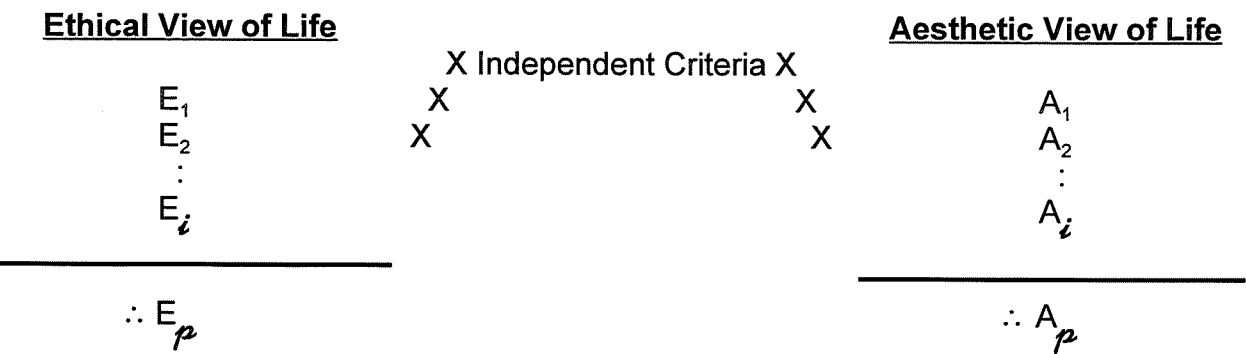 Ethical View of Life
E₁
E₂
⋮
Eᵢ
∴ Eₚ
X Independent Criteria X
X X
X X
Aesthetic View of Life
A₁
A₂
⋮
Aᵢ
∴ Aₚ